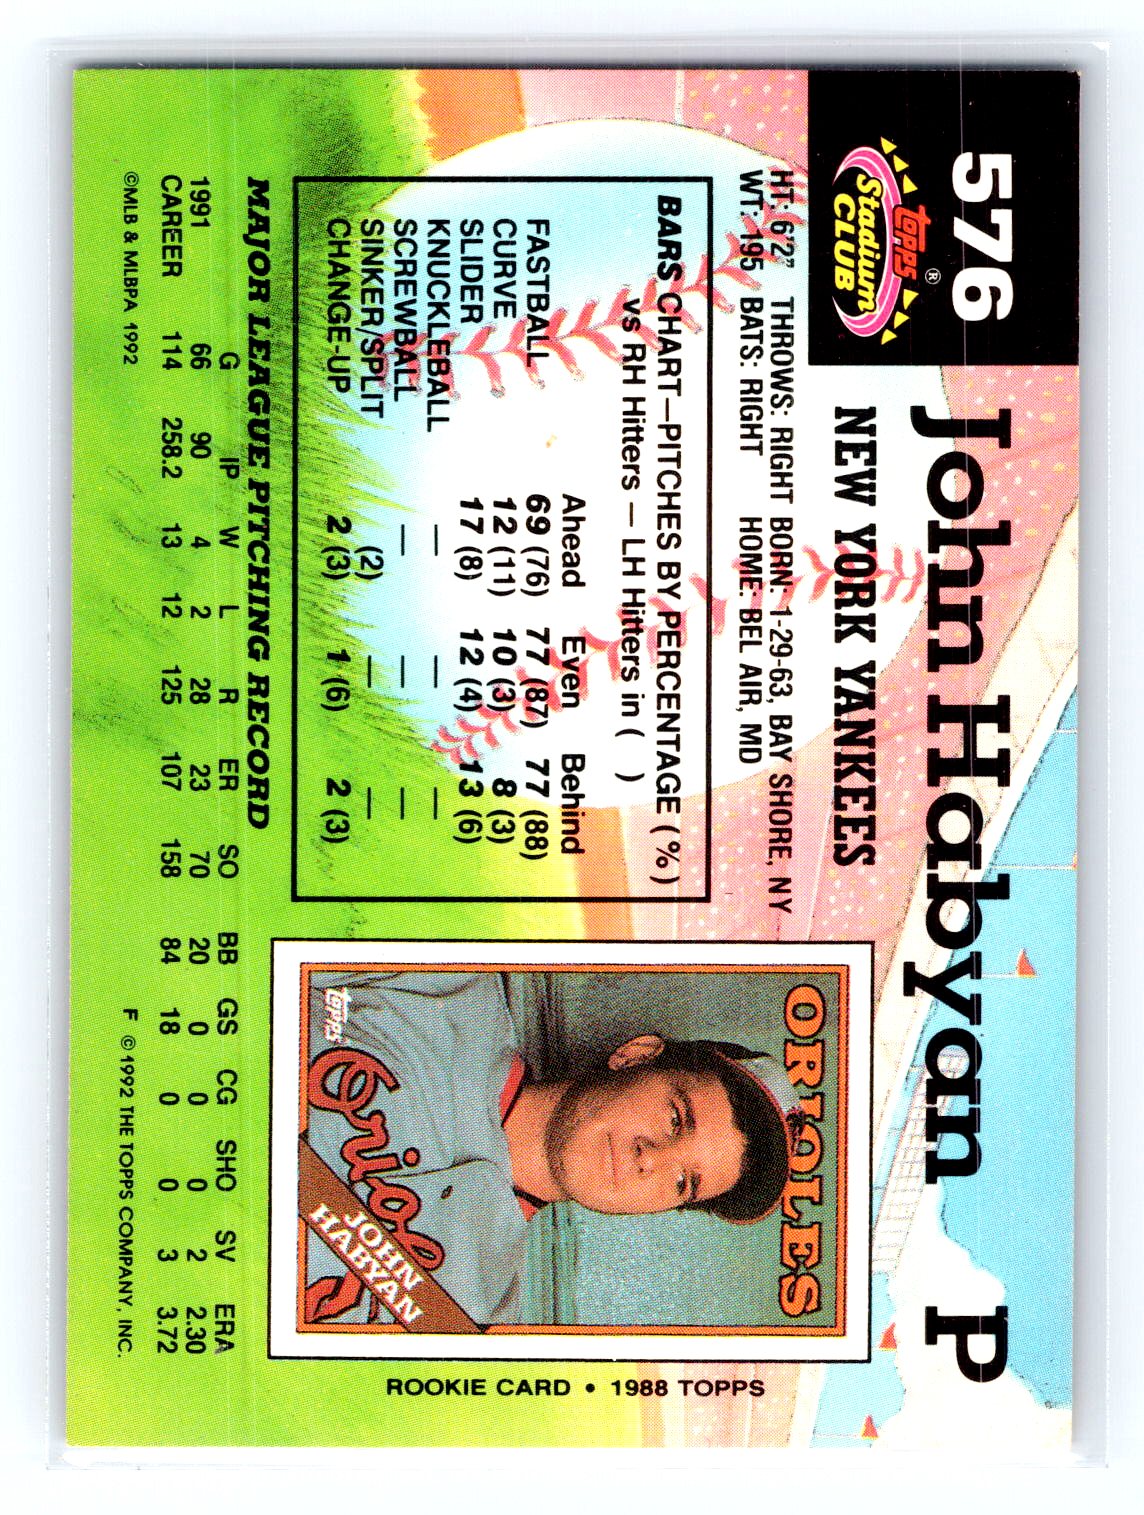 576
TOPPS®
Stadium
CLUB
John Habyan P
NEW YORK YANKEES
HT: 6'2" THROWS: RIGHT BORN: 1-29-63, BAY SHORE, NY
WT: 195 BATS: RIGHT HOME: BEL AIR, MD
BARS CHART—PITCHES BY PERCENTAGE (%)
vs RH Hitters — LH Hitters in ( )
Ahead Even Behind
FASTBALL 69 (76) 77 (87) 77 (88)
CURVE 12 (11) 10 (3) 8 (3)
SLIDER 17 (8) 12 (4) 13 (6)
KNUCKLEBALL — — —
SCREWBALL — — —
SINKER/SPLIT (2) — —
CHANGE-UP 2 (3) 1 (6) 2 (3)
ORIOLES
topps
Oriol
JOHN
HABYAN
ROOKIE CARD • 1988 TOPPS
MAJOR LEAGUE PITCHING RECORD
G IP W L R ER SO BB GS CG SHO SV ERA
1991 66 90 4 2 28 23 70 20 0 0 0 2 2.30
CAREER 114 258.2 13 12 125 107 158 84 18 0 0 3 3.72
©MLB & MLBPA 1992 F ©1992 THE TOPPS COMPANY, INC.